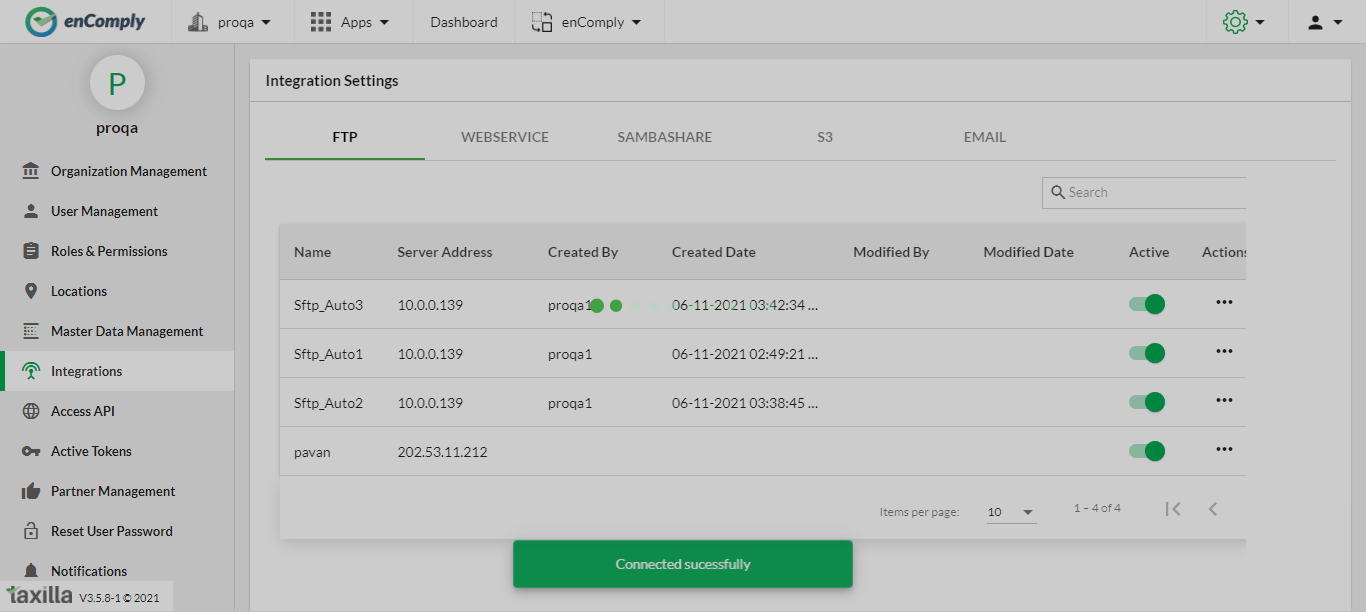 enComply
proqa
Apps
Dashboard
enComply
P
proqa
Organization Management
User Management
Roles & Permissions
Locations
Master Data Management
Integrations
Access API
Active Tokens
Partner Management
Reset User Password
Notifications
taxilla V3.5.8-1 © 2021
Integration Settings
FTP WEBSERVICE SAMBASHARE S3 EMAIL
Search
Name Server Address Created By Created Date Modified By Modified Date Active Actions
Sftp_Auto3 10.0.0.139 proqa1 06-11-2021 03:42:34 ...
Sftp_Auto1 10.0.0.139 proqa1 06-11-2021 02:49:21 ...
Sftp_Auto2 10.0.0.139 proqa1 06-11-2021 03:38:45 ...
pavan 202.53.11.212
Items per page: 10 1 – 4 of 4
Connected sucessfully